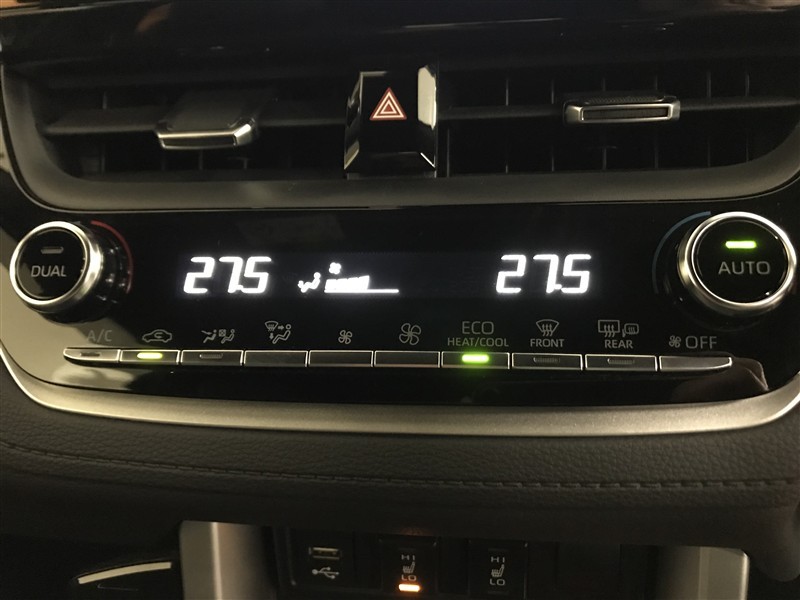 DUAL
27.5
27.5
AUTO
A/C
ECO
HEAT/COOL
FRONT
REAR
OFF
HI
LO
HI
LO